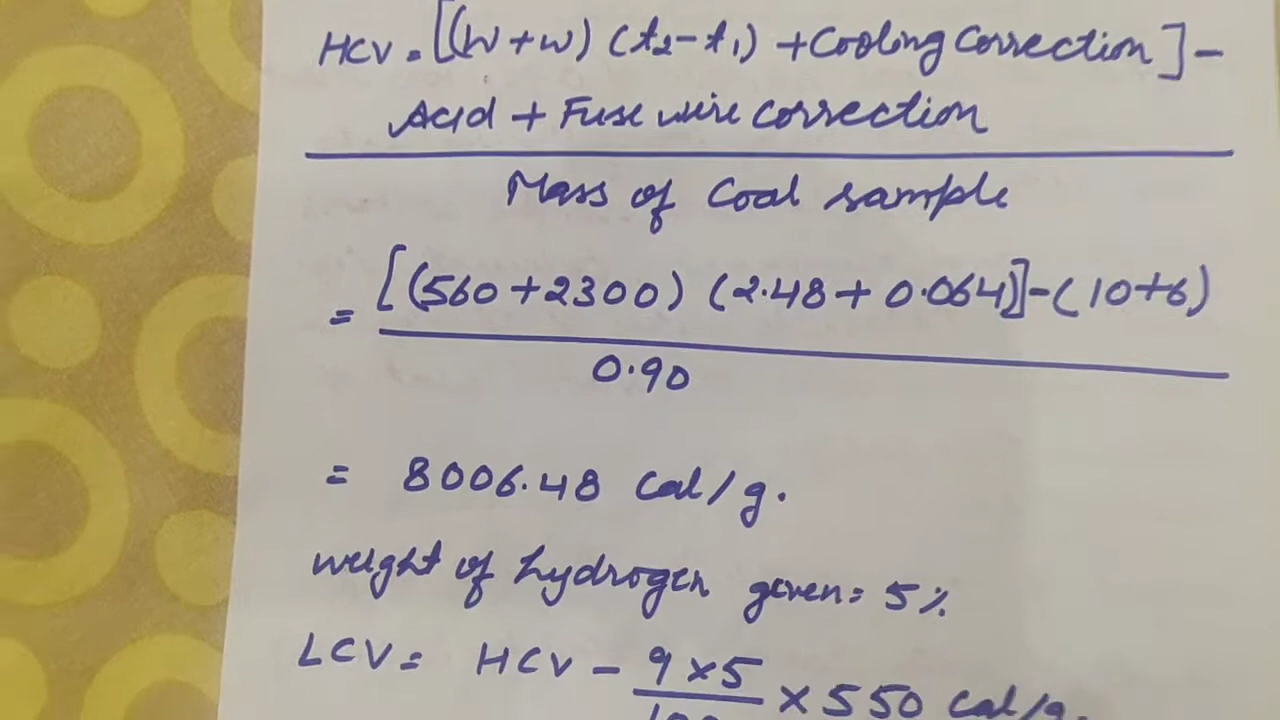 HCV = [(W + w) (t₂ - t₁) + Cooling Correction] -
Acid + Fuse wire correction
Mass of Coal sample
= [(560 + 2300) (2.48 + 0.064)] - (10+6)
0.90
= 8006.48 Cal/g.
weight of hydrogen given = 5%
LCV = HCV - 9 x 5 x 550 cal/g.
100